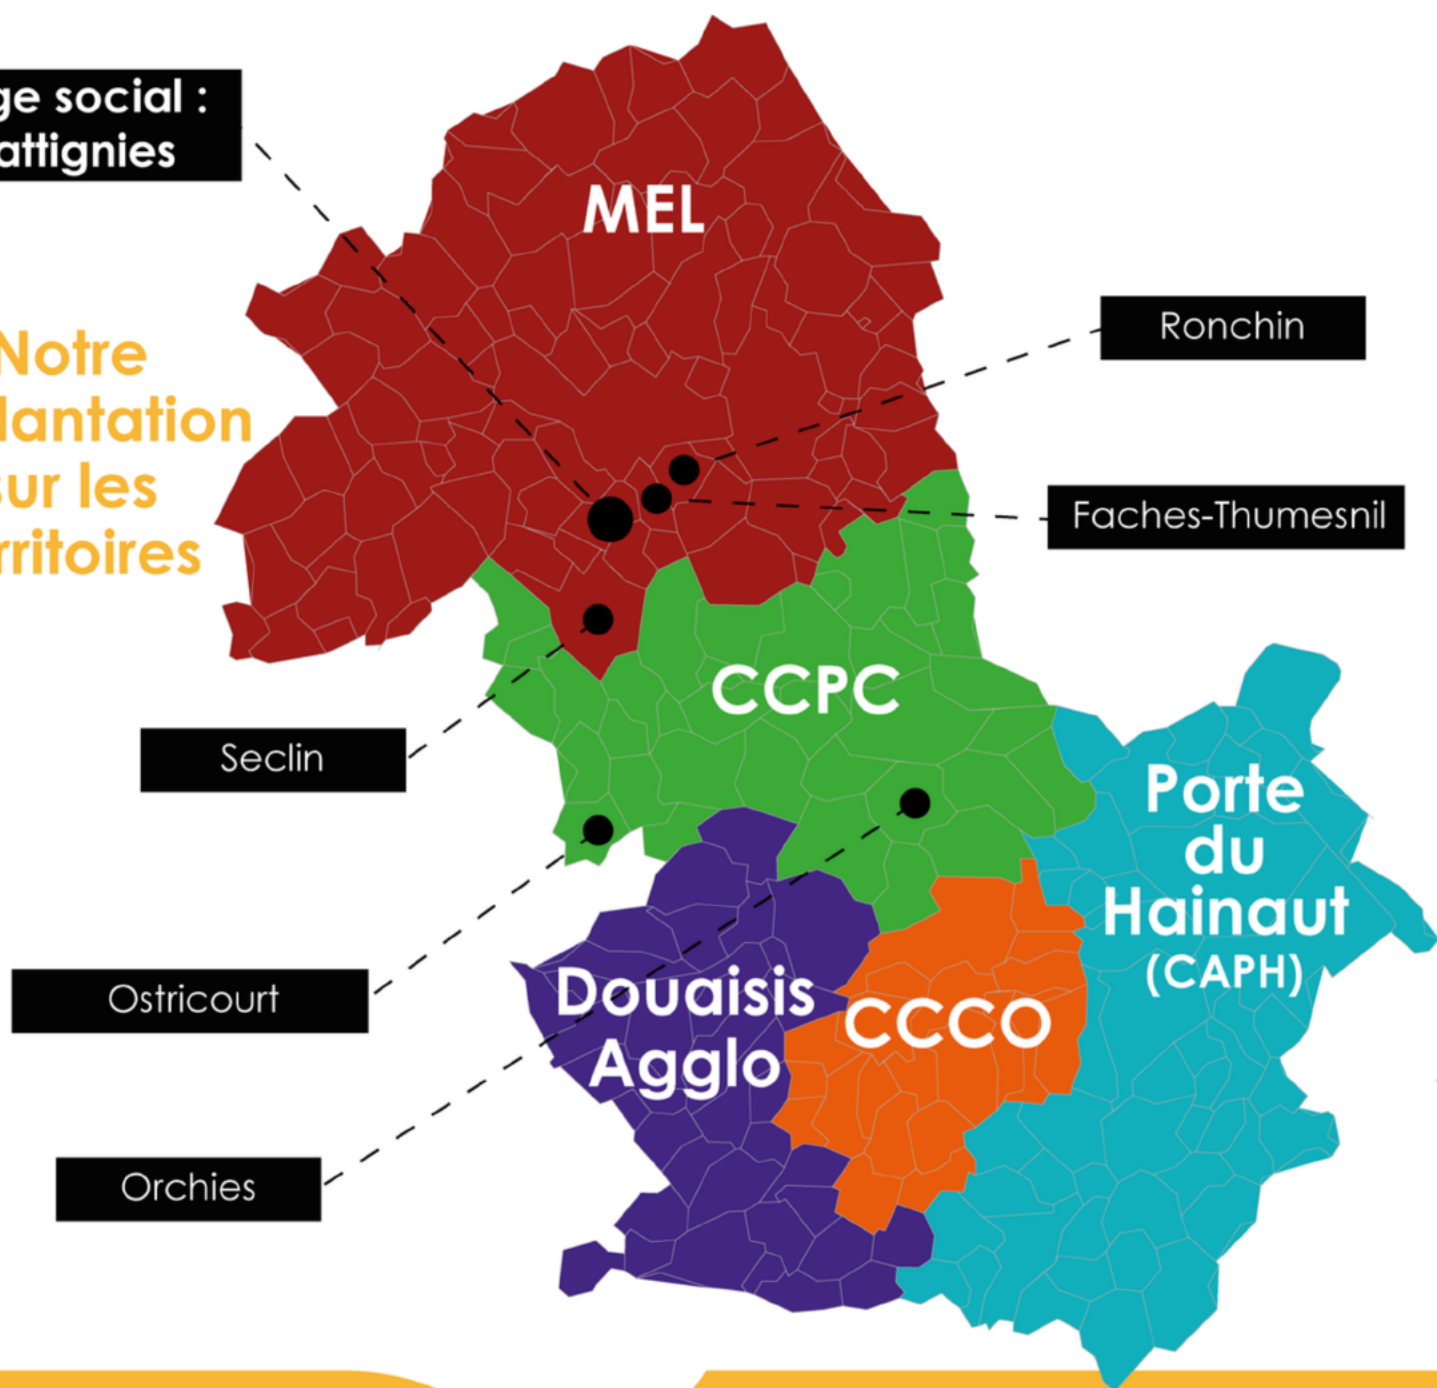 ge social :
attignies
MEL
Ronchin
Notre
lantation
sur les
rritoires
Faches-Thumesnil
CCPC
Seclin
Porte
du
Hainaut
(CAPH)
Ostricourt
Douaisis
Agglo
CCCO
Orchies